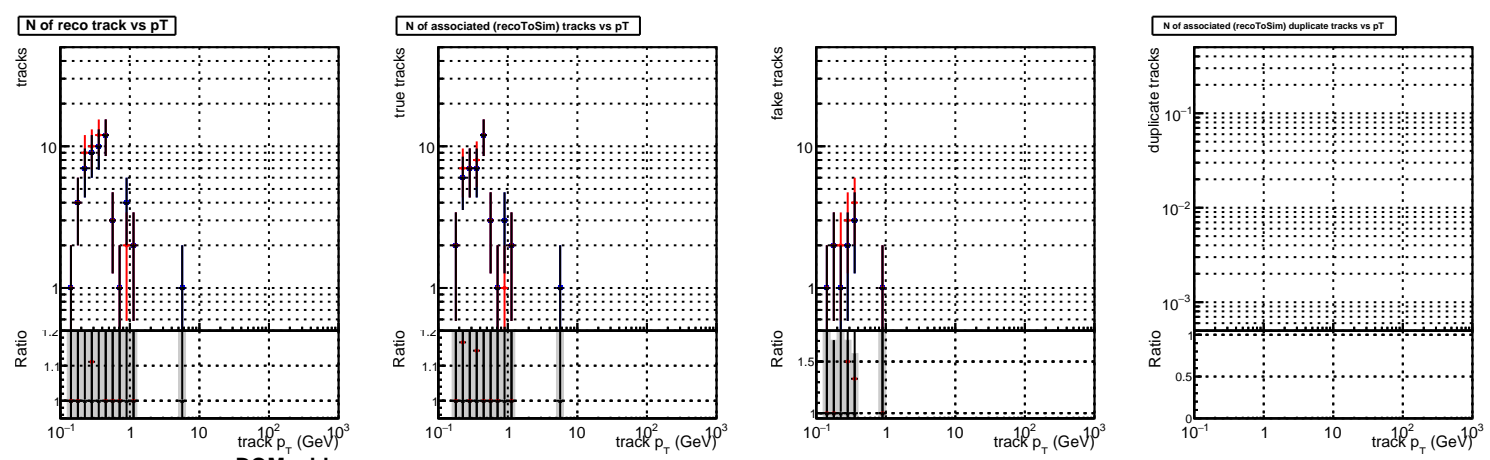 N of reco track vs pT
tracks
10
1
Ratio
1.2
1.1
1
10⁻¹ 1 10 10² 10³
track p_T (GeV)
N of associated (recoToSim) tracks vs pT
true tracks
10
1
Ratio
1.2
1.1
1
10⁻¹ 1 10 10² 10³
track p_T (GeV)
fake tracks
10
1
Ratio
1.5
1
10⁻¹ 1 10 10² 10³
track p_T (GeV)
N of associated (recoToSim) duplicate tracks vs pT
duplicate tracks
10⁻¹
10⁻²
10⁻³
Ratio
1
0.5
0
10⁻¹ 1 10 10² 10³
track p_T (GeV)